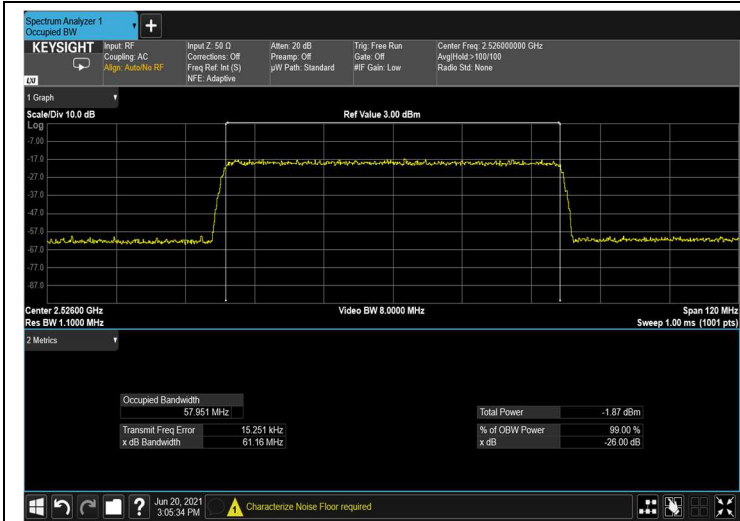 Spectrum Analyzer 1
Occupied BW
+
KEYSIGHT
LXI
Input: RF
Coupling: AC
Align: Auto/No RF
Input Z: 50 Ω
Corrections: Off
Freq Ref: Int (S)
NFE: Adaptive
Atten: 20 dB
Preamp: Off
µW Path: Standard
Trig: Free Run
Gate: Off
#IF Gain: Low
Center Freq: 2.526000000 GHz
Avg|Hold:>100/100
Radio Std: None
1 Graph
Scale/Div 10.0 dB
Ref Value 3.00 dBm
Log
-7.00
-17.0
-27.0
-37.0
-47.0
-57.0
-67.0
-77.0
-87.0
Center 2.52600 GHz
Video BW 8.0000 MHz
Span 120 MHz
Res BW 1.1000 MHz
Sweep 1.00 ms (1001 pts)
2 Metrics
Occupied Bandwidth
57.951 MHz
Total Power -1.87 dBm
Transmit Freq Error 15.251 kHz
% of OBW Power 99.00 %
x dB Bandwidth 61.16 MHz
x dB -26.00 dB
?
Jun 20, 2021
3:05:34 PM
1
Characterize Noise Floor required